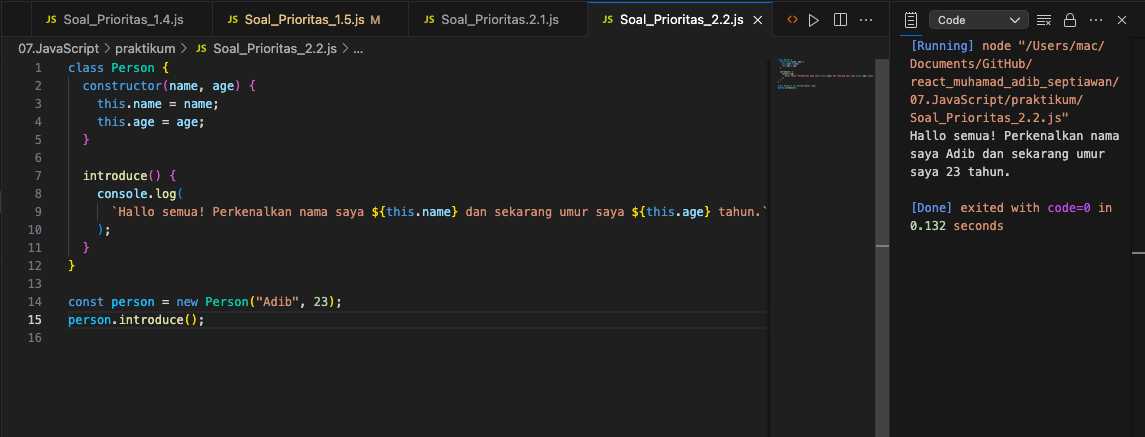 JS Soal_Prioritas_1.4.js
JS Soal_Prioritas_1.5.js M
JS Soal_Prioritas.2.1.js
JS Soal_Prioritas_2.2.js
07.JavaScript > praktikum > JS Soal_Prioritas_2.2.js > ...
1 class Person {
2 constructor(name, age) {
3 this.name = name;
4 this.age = age;
5 }
6
7 introduce() {
8 console.log(
9 `Hallo semua! Perkenalkan nama saya ${this.name} dan sekarang umur saya ${this.age} tahun.`
10 );
11 }
12 }
13
14 const person = new Person("Adib", 23);
15 person.introduce();
16
Code
[Running] node "/Users/mac/
Documents/GitHub/
react_muhamad_adib_septiawan/
07.JavaScript/praktikum/
Soal_Prioritas_2.2.js"
Hallo semua! Perkenalkan nama
saya Adib dan sekarang umur
saya 23 tahun.
[Done] exited with code=0 in
0.132 seconds